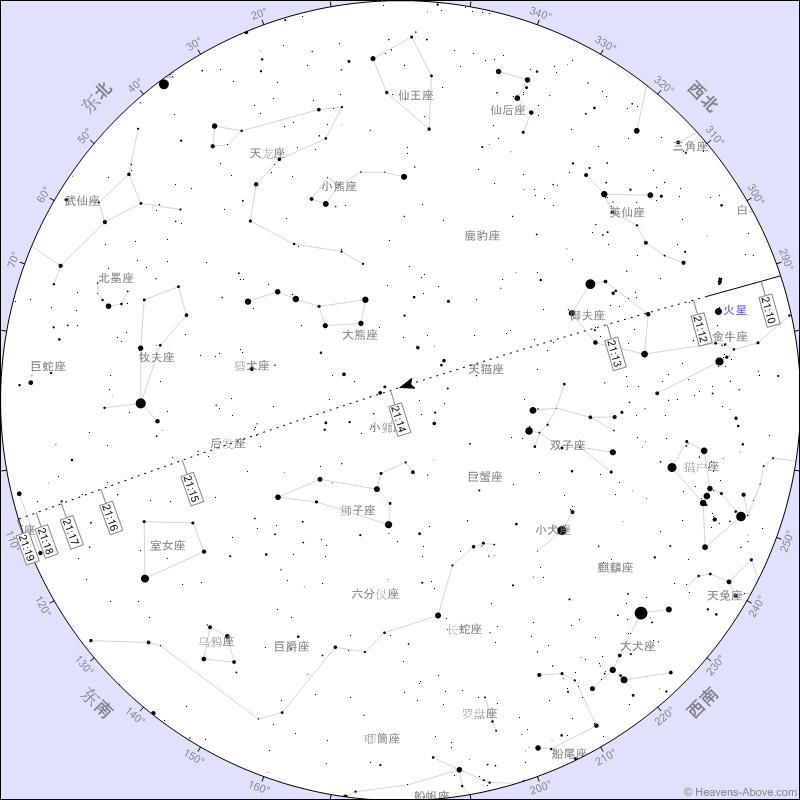 20°
340°
30°
330°
40°
320°
东北
西北
仙王座
仙后座
50°
310°
三角座
天龙座
小熊座
60°
300°
武仙座
英仙座
白羊
鹿豹座
70°
290°
北冕座
21:10
火星
御夫座
21:12
金牛座
大熊座
21:13
牧夫座
猎犬座
巨蛇座
天猫座
21:14
小狮座
后发座
双子座
猎户座
巨蟹座
21:15
狮子座
21:16
21:17
小犬座
座
21:18
21:19
110°
室女座
250°
麒麟座
六分仪座
天兔座
120°
240°
长蛇座
乌鸦座
巨爵座
大犬座
130°
230°
东南
西南
140°
220°
罗盘座
唧筒座
150°
210°
船尾座
160°
200°
船帆座
© Heavens-Above.com